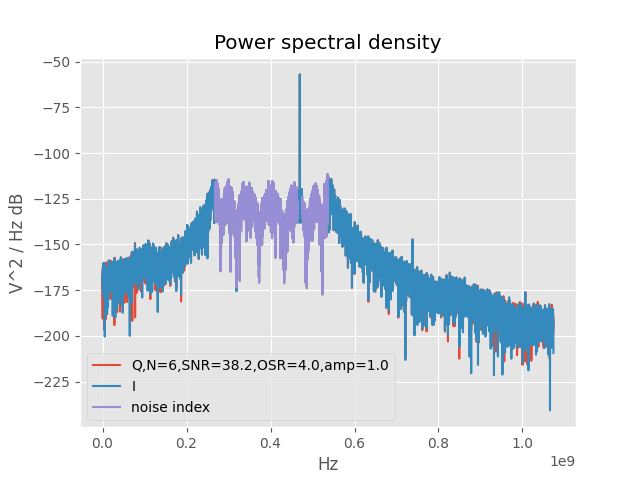 Power spectral density
V^2 / Hz dB
−50
−75
−100
−125
−150
−175
−200
−225
Q,N=6,SNR=38.2,OSR=4.0,amp=1.0
I
noise index
0.0 0.2 0.4 0.6 0.8 1.0
1e9
Hz